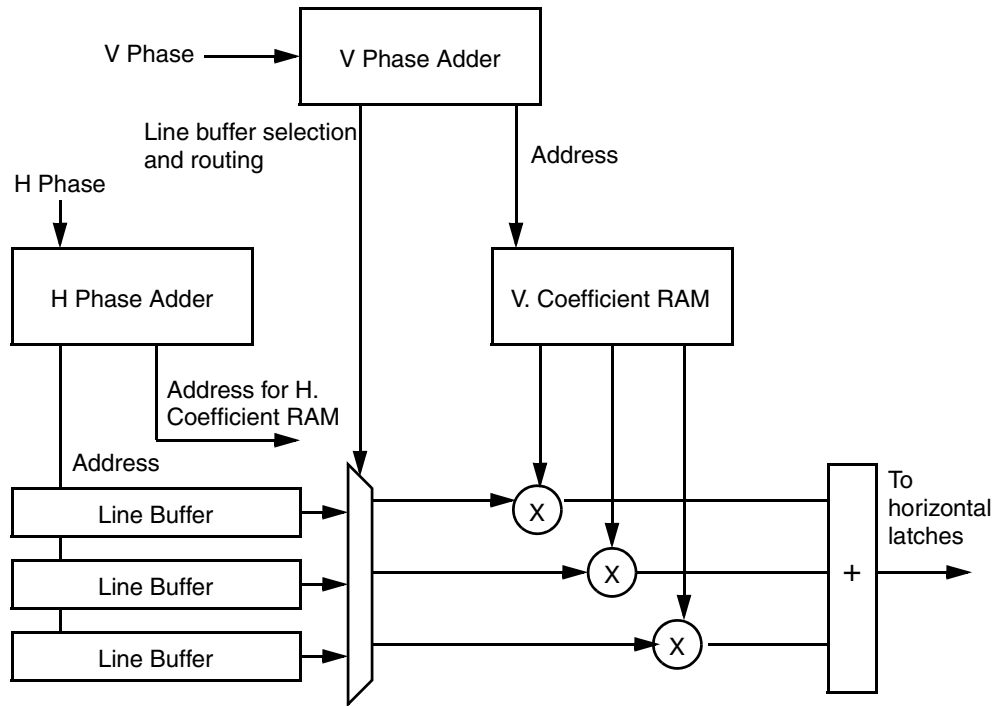 V Phase
V Phase Adder
Line buffer selection
and routing
Address
H Phase
H Phase Adder
V. Coefficient RAM
Address for H.
Coefficient RAM
Address
Line Buffer
Line Buffer
Line Buffer
X
X
X
+
To
horizontal
latches